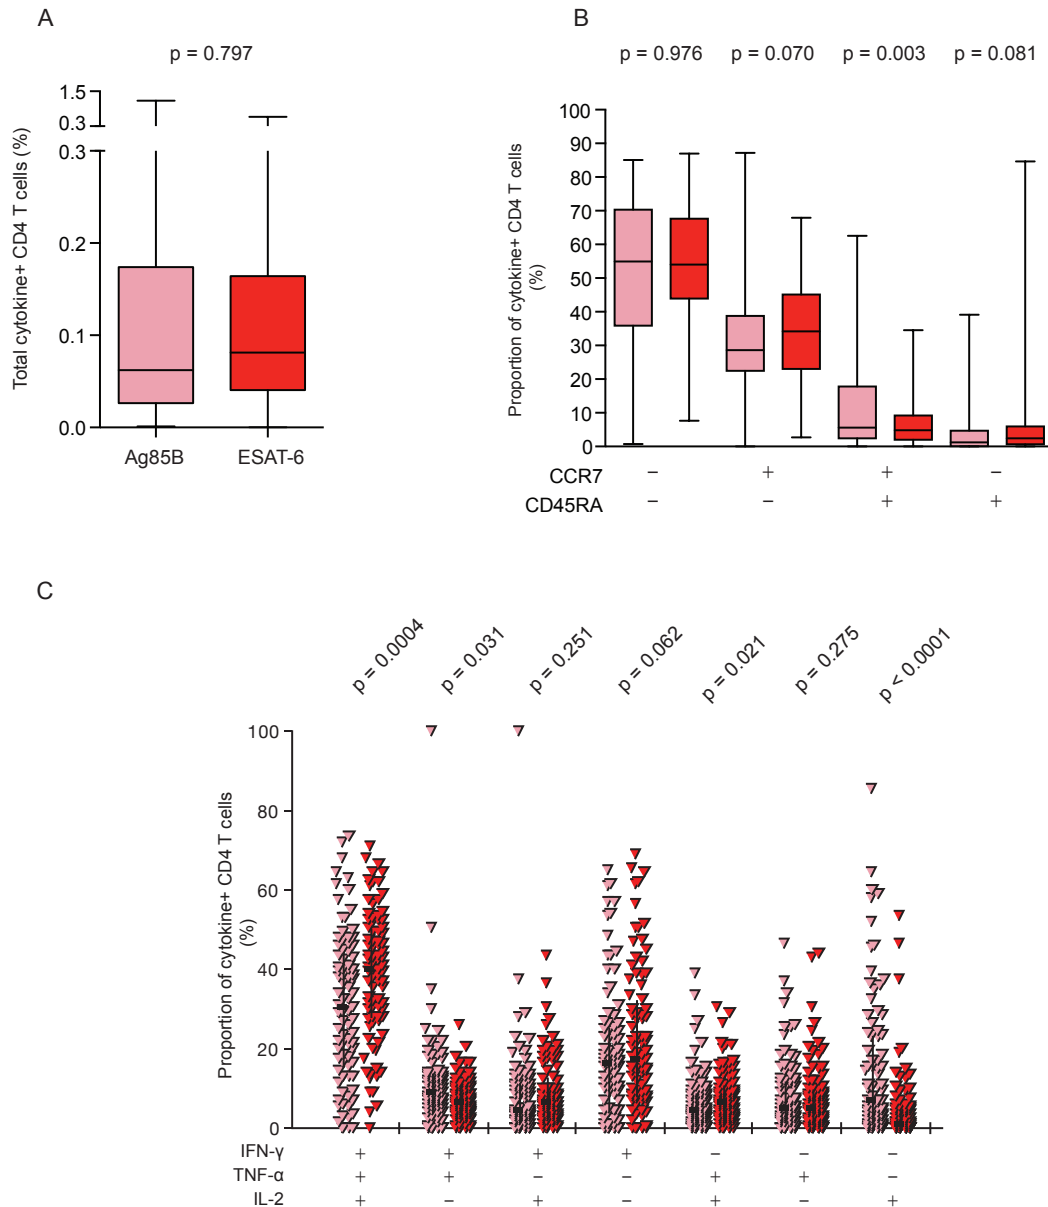 A
p = 0.797
Total cytokine+ CD4 T cells (%)
1.5
0.3
0.3
0.2
0.1
0.0
Ag85B ESAT-6
B
p = 0.976 p = 0.070 p = 0.003 p = 0.081
Proportion of cytokine+ CD4 T cells
(%)
100
90
80
70
60
50
40
30
20
10
0
CCR7 − + + −
CD45RA − − + +
C
p = 0.0004 p = 0.031 p = 0.251 p = 0.062 p = 0.021 p = 0.275 p < 0.0001
Proportion of cytokine+ CD4 T cells
(%)
100
80
60
40
20
0
IFN-γ + + + + − − −
TNF-α + + − − + + −
IL-2 + − + − + − +